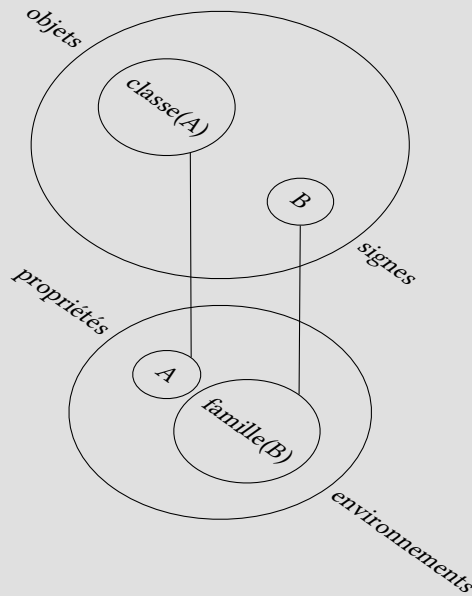 objets
classe(A)
B
signes
propriétés
A
famille(B)
environnements